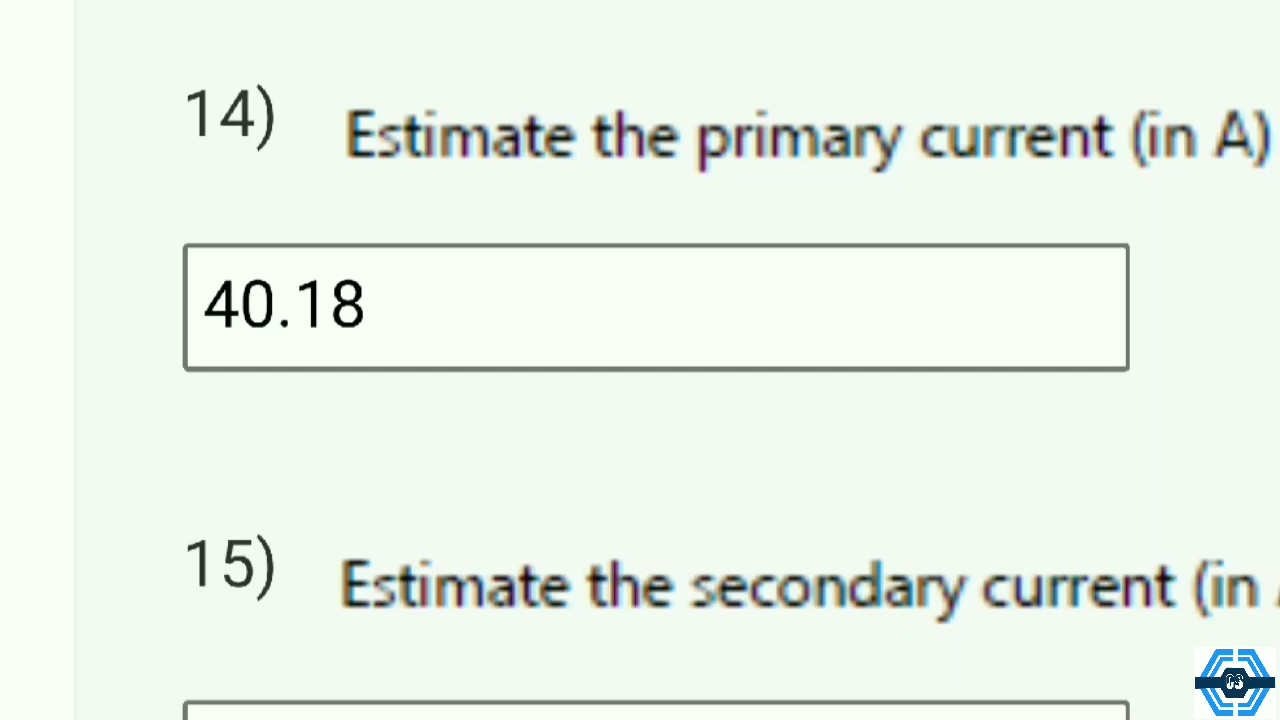 14) Estimate the primary current (in A)
40.18
15) Estimate the secondary current (in